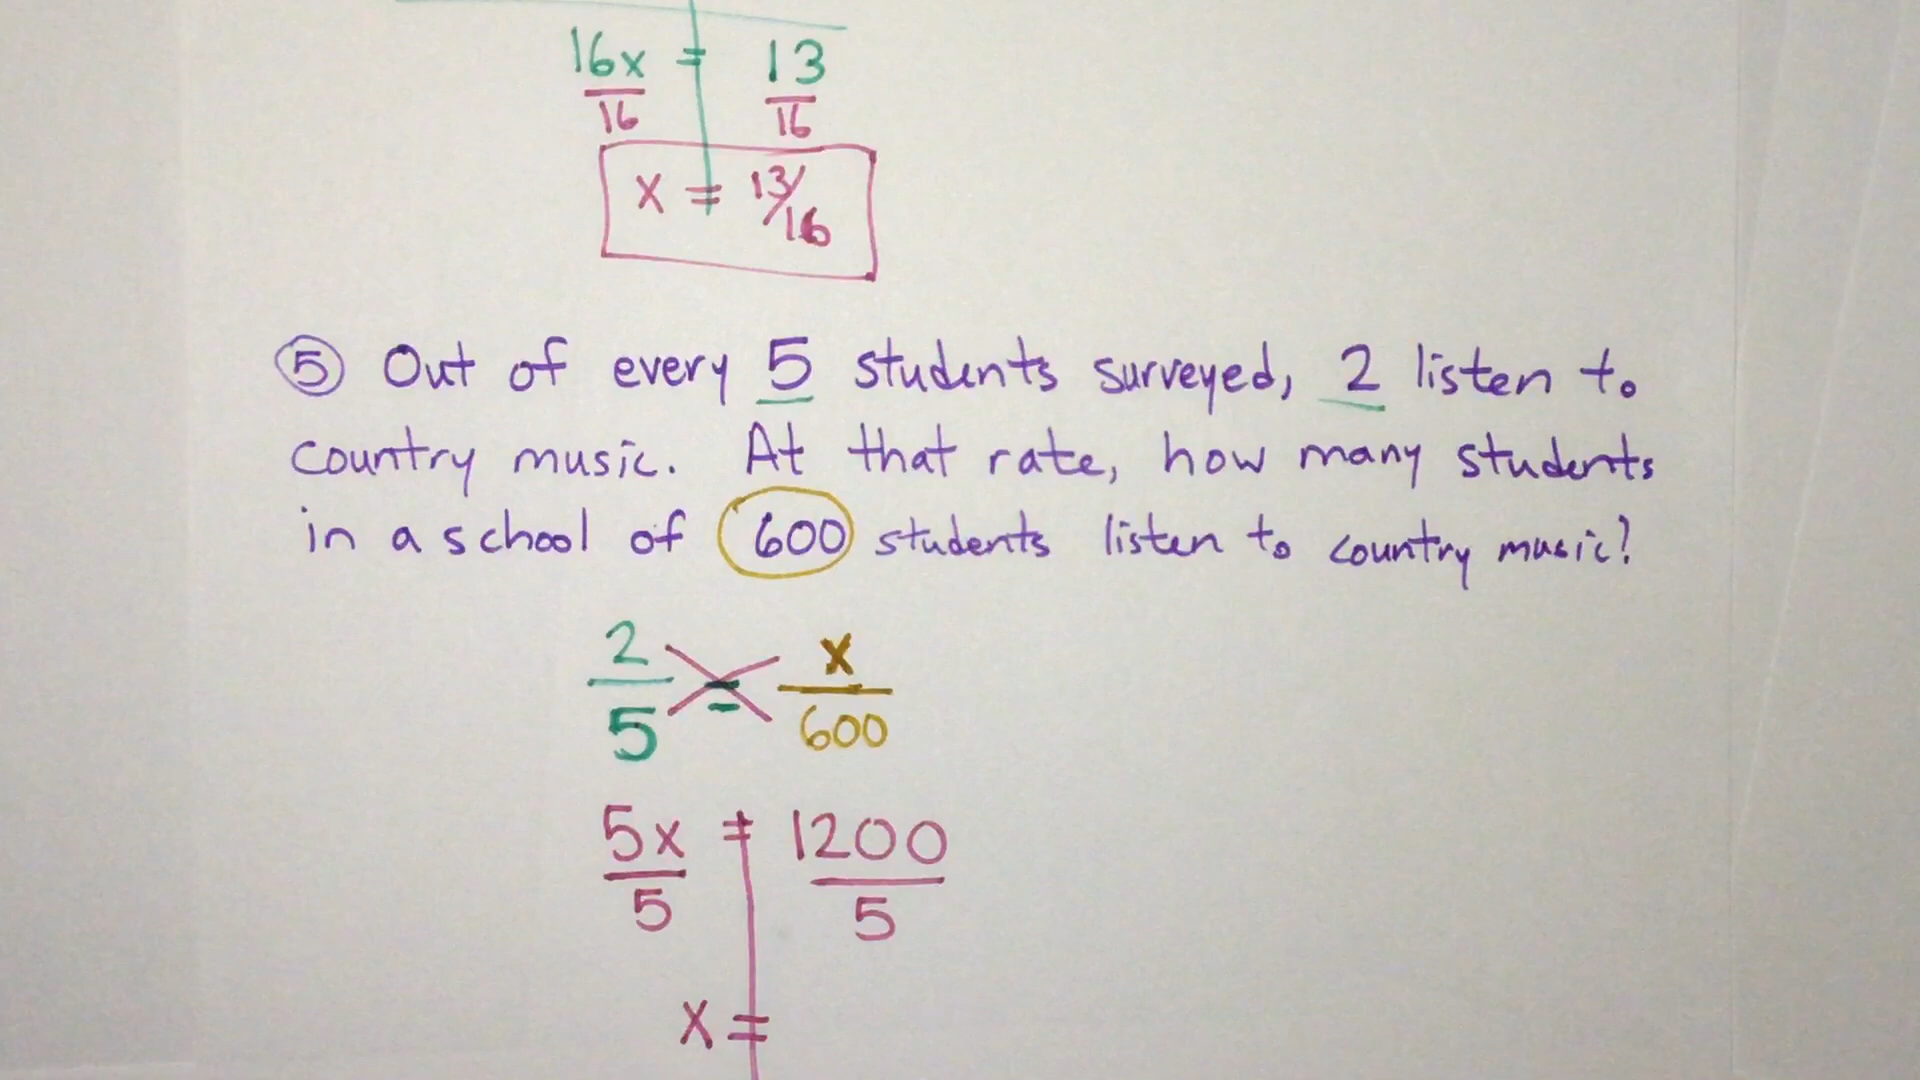 16x = 13
16 16
x = 13/16
⑤ Out of every 5 students surveyed, 2 listen to
country music. At that rate, how many students
in a school of 600 students listen to country music?
2 = x
5 600
5x = 1200
5 5
x =